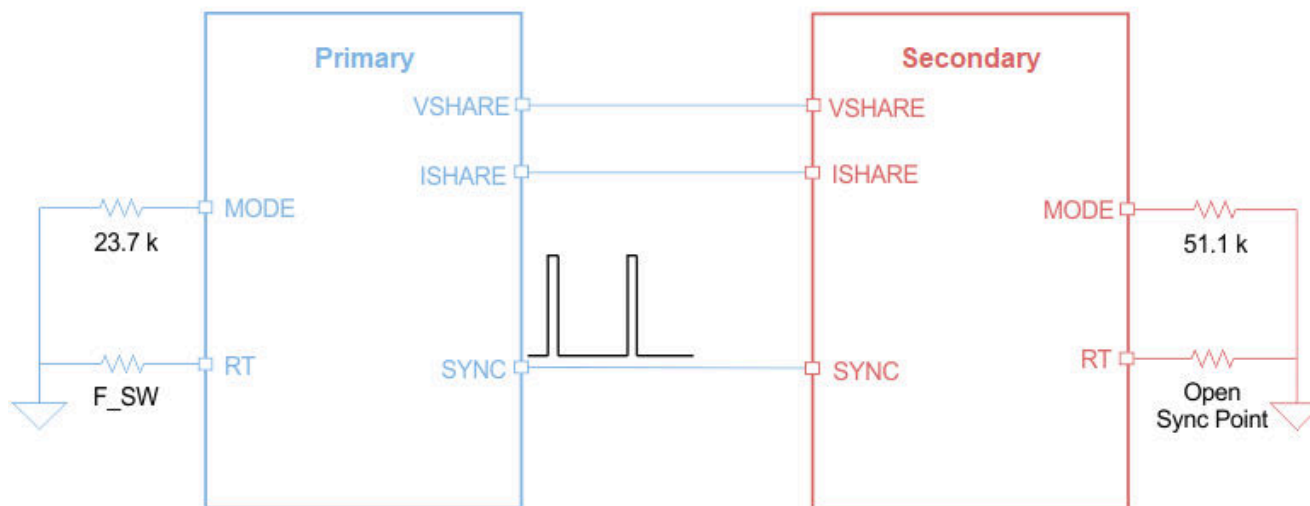 Primary
VSHARE
ISHARE
MODE
23.7 k
RT
F_SW
SYNC
Secondary
VSHARE
ISHARE
MODE
51.1 k
SYNC
RT
Open
Sync Point